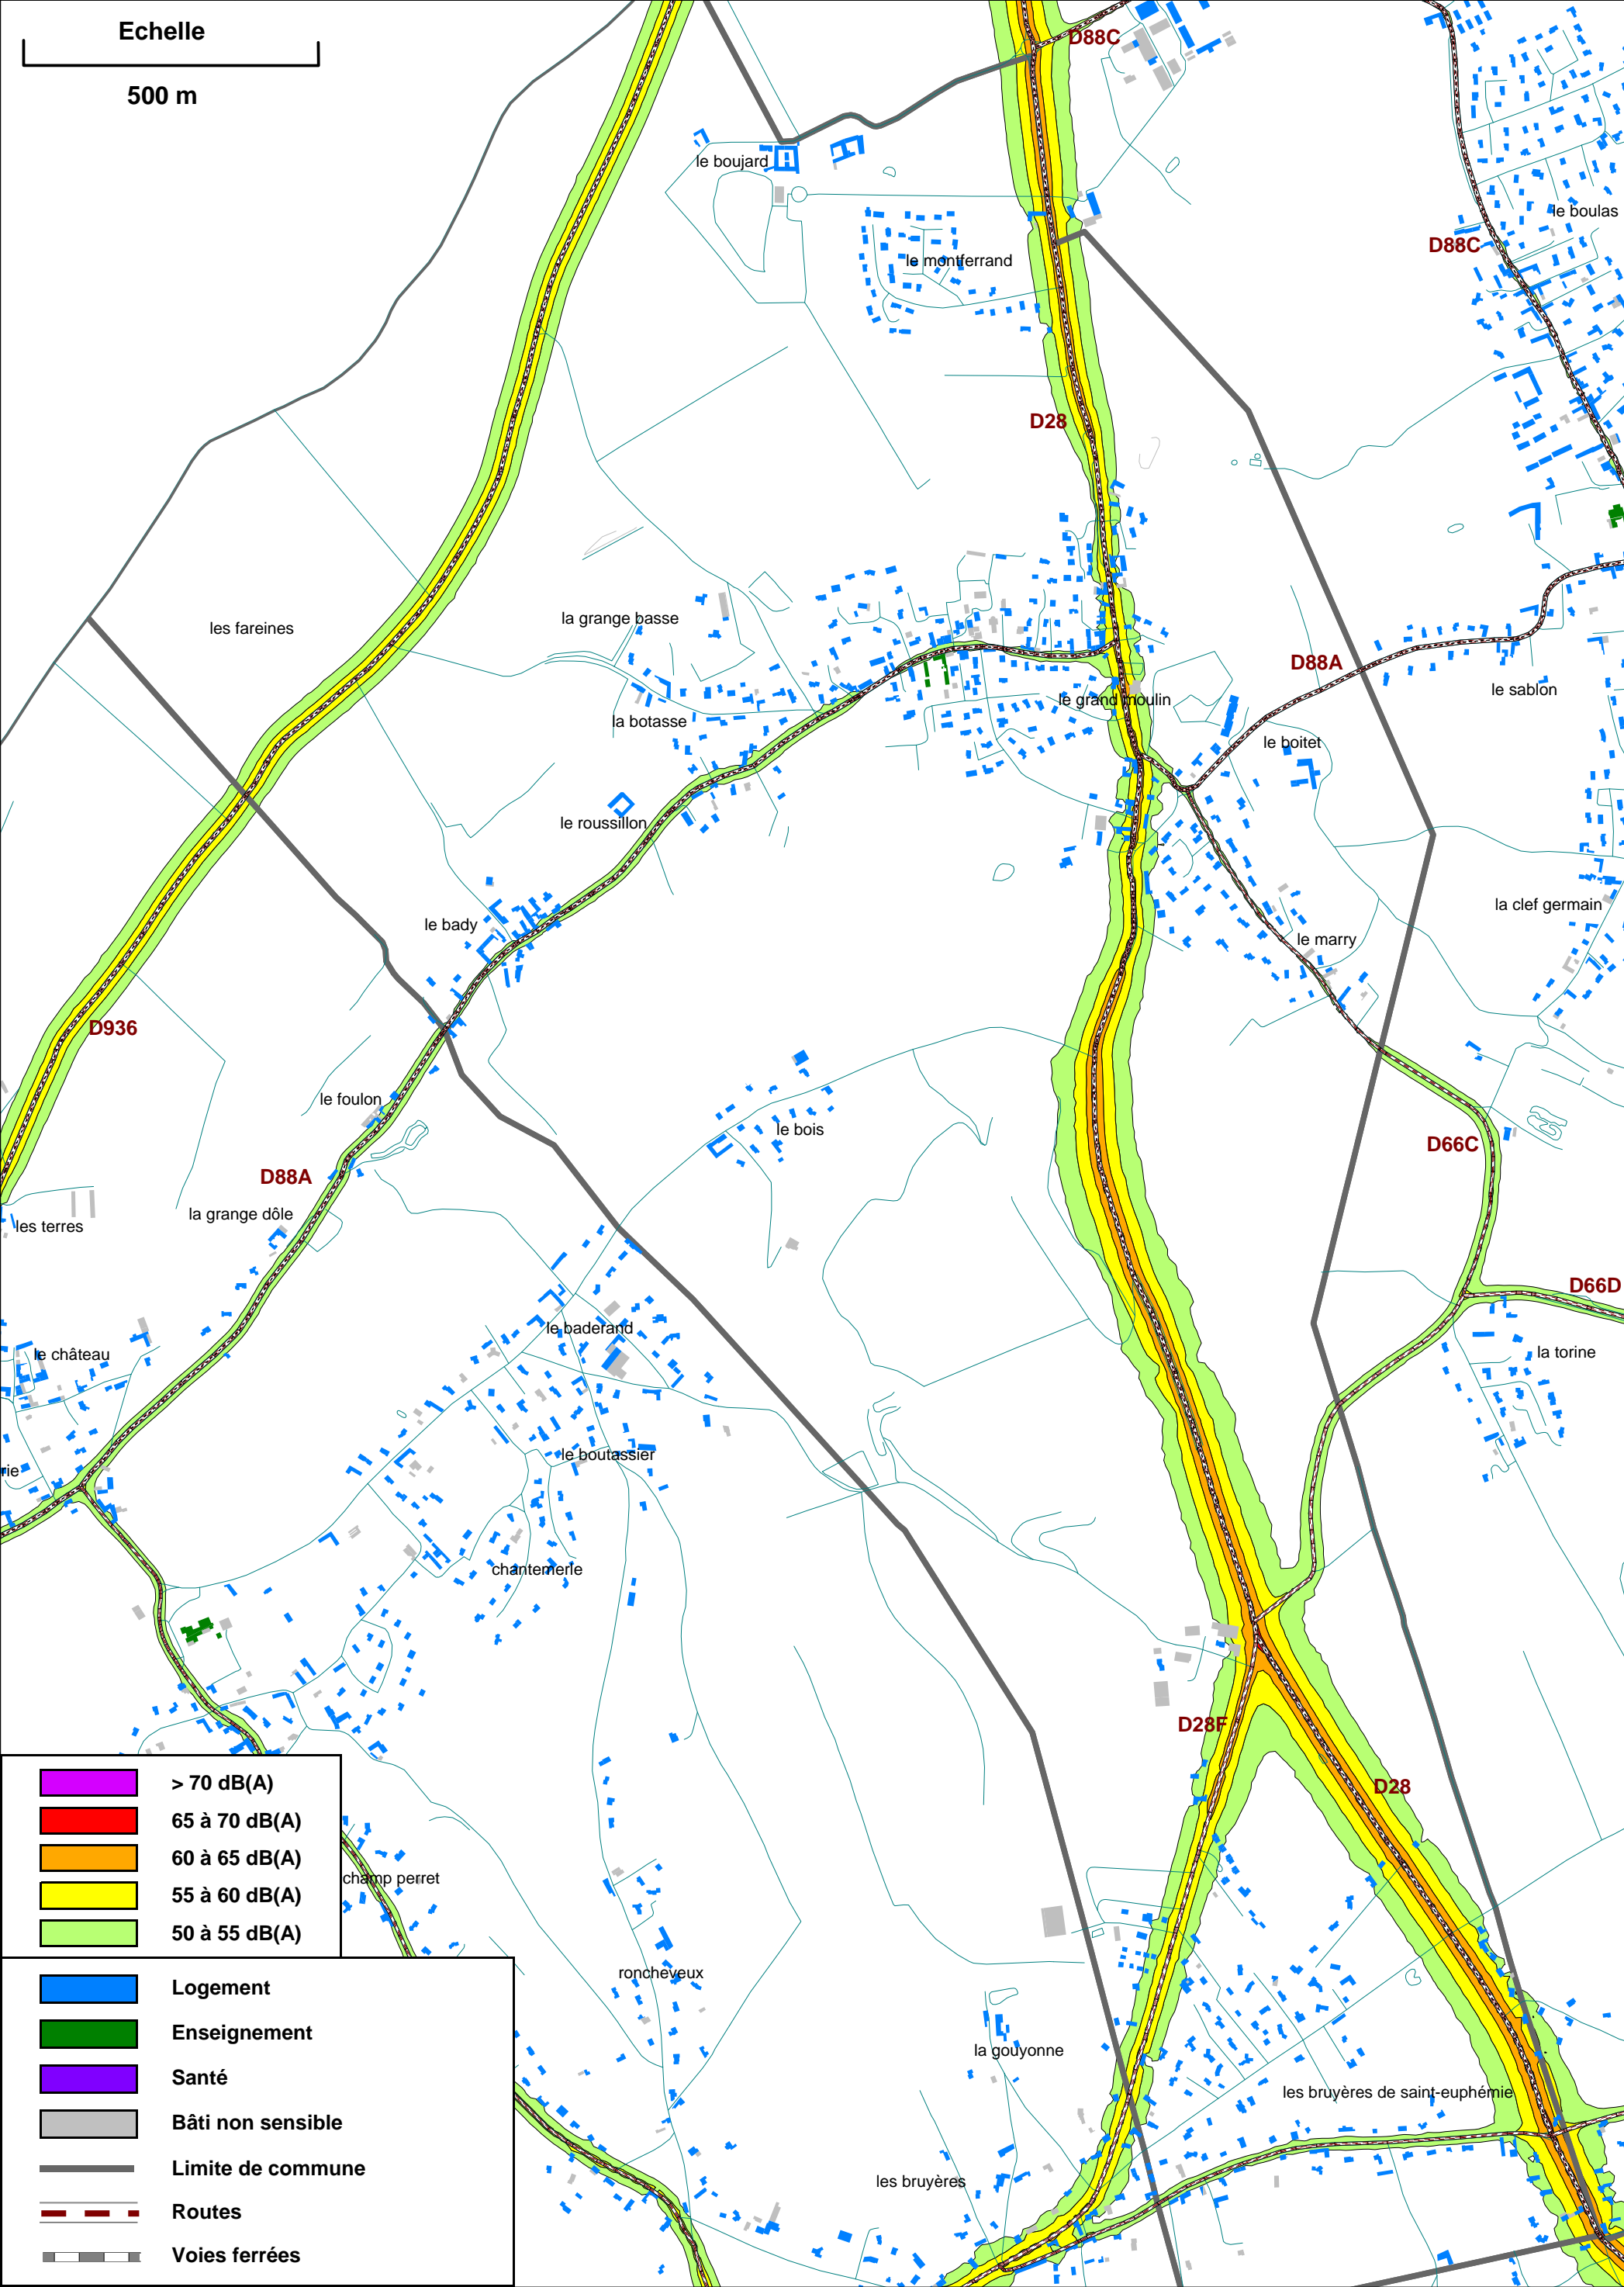 Echelle
500 m
D88C
le boujard
le boulas
D88C
le montferrand
D28
la grange basse
les fareines
D88A
le sablon
le grand moulin
la botasse
le boitet
le roussillon
la clef germain
le bady
le marry
D936
le foulon
le bois
D66C
D88A
la grange dôle
les terres
D66D
le baderand
le château
la torine
le boutassier
rie
chantemerle
D28F
D28
> 70 dB(A)
65 à 70 dB(A)
60 à 65 dB(A)
champ perret
55 à 60 dB(A)
50 à 55 dB(A)
roncheveux
Logement
Enseignement
la gouyonne
Santé
les bruyères de saint-euphémie
Bâti non sensible
Limite de commune
les bruyères
Routes
Voies ferrées